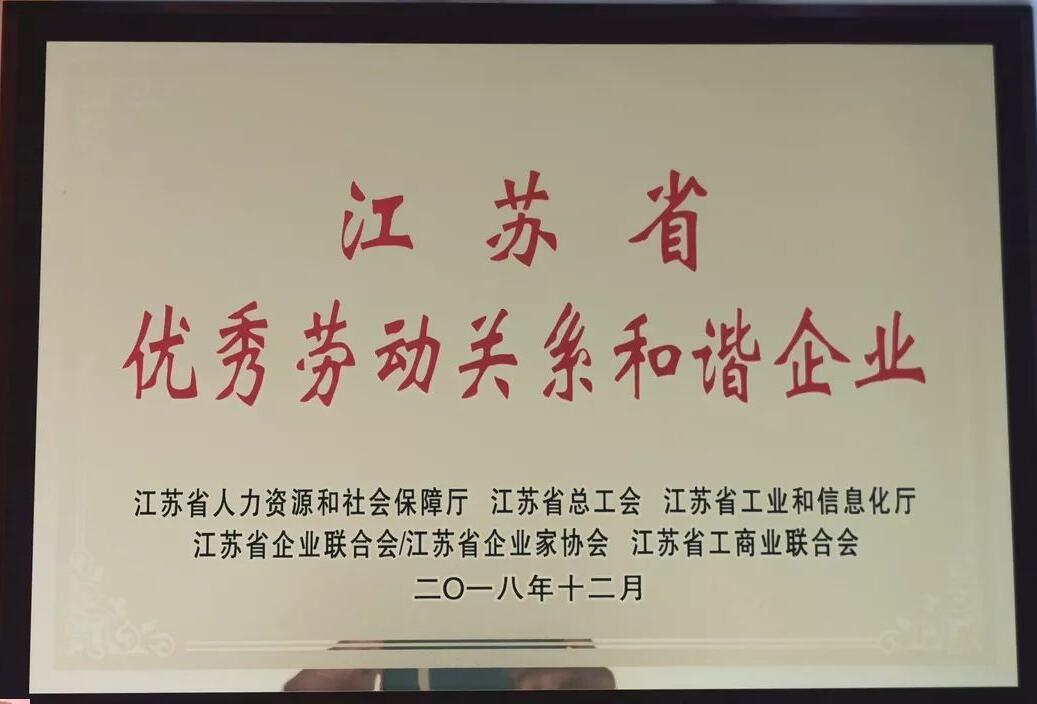 江苏省
优秀劳动关系和谐企业
江苏省人力资源和社会保障厅 江苏省总工会 江苏省工业和信息化厅
江苏省企业联合会/江苏省企业家协会 江苏省工商业联合会
二〇一八年十二月